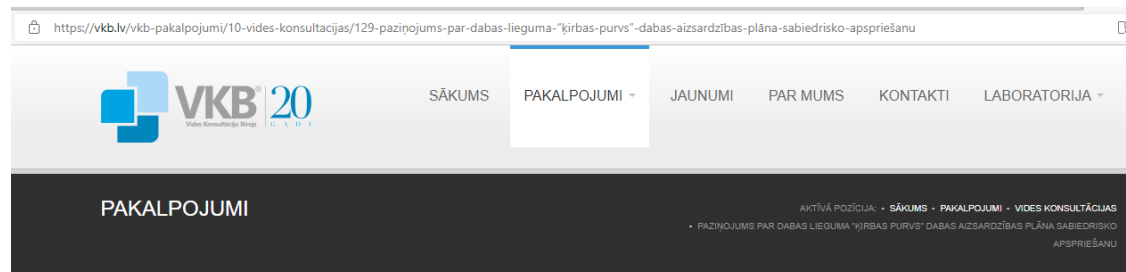 https://vkb.lv/vkb-pakalpojumi/10-vides-konsultacijas/129-paziņojums-par-dabas-lieguma-"ķirbas-purvs"-dabas-aizsardzības-plāna-sabiedrisko-apspriešanu
VKB® 20
Vides Konsultāciju Birojs GADI
SĀKUMS PAKALPOJUMI JAUNUMI PAR MUMS KONTAKTI LABORATORIJA
PAKALPOJUMI
AKTĪVĀ POZĪCIJA: • SĀKUMS • PAKALPOJUMI • VIDES KONSULTĀCIJAS
• PAZIŅOJUMS PAR DABAS LIEGUMA "ĶIRBAS PURVS" DABAS AIZSARDZĪBAS PLĀNA SABIEDRISKO
APSPRIEŠANU